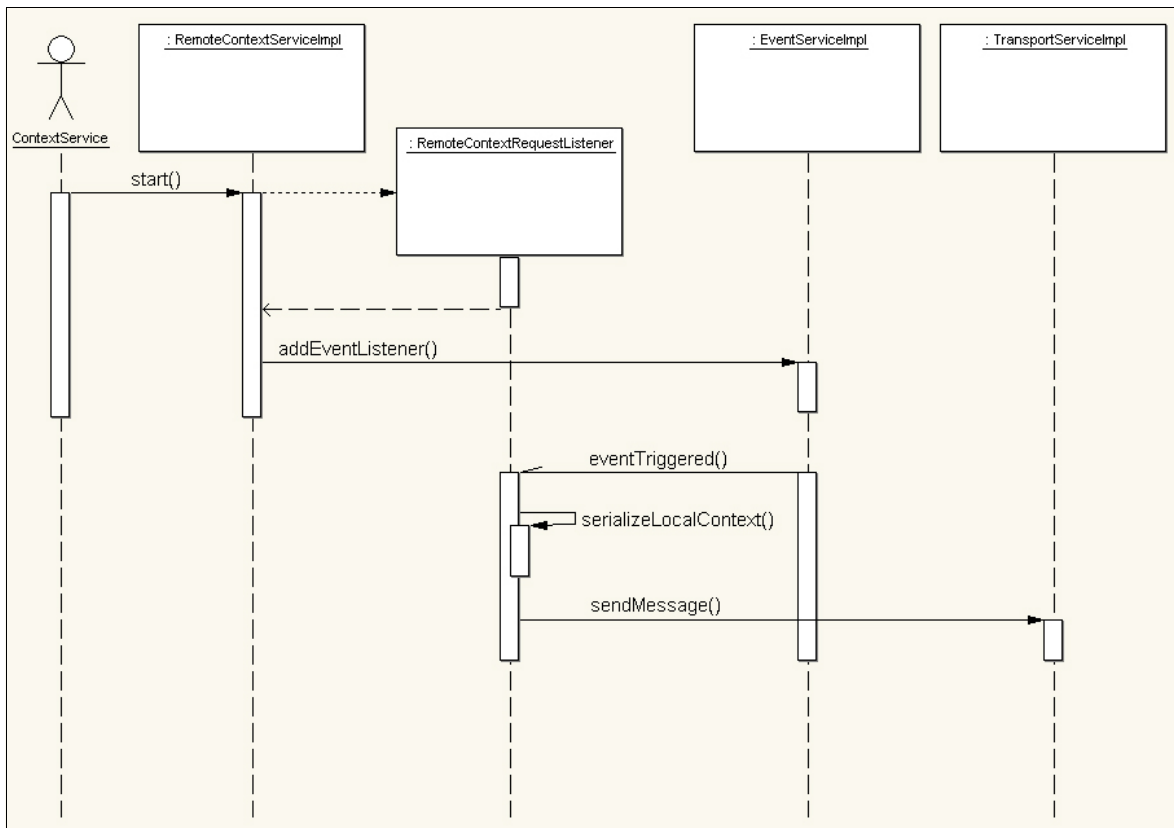 : RemoteContextServiceImpl
: EventServiceImpl
: TransportServiceImpl
ContextService
: RemoteContextRequestListener
start()
addEventListener()
eventTriggered()
serializeLocalContext()
sendMessage()